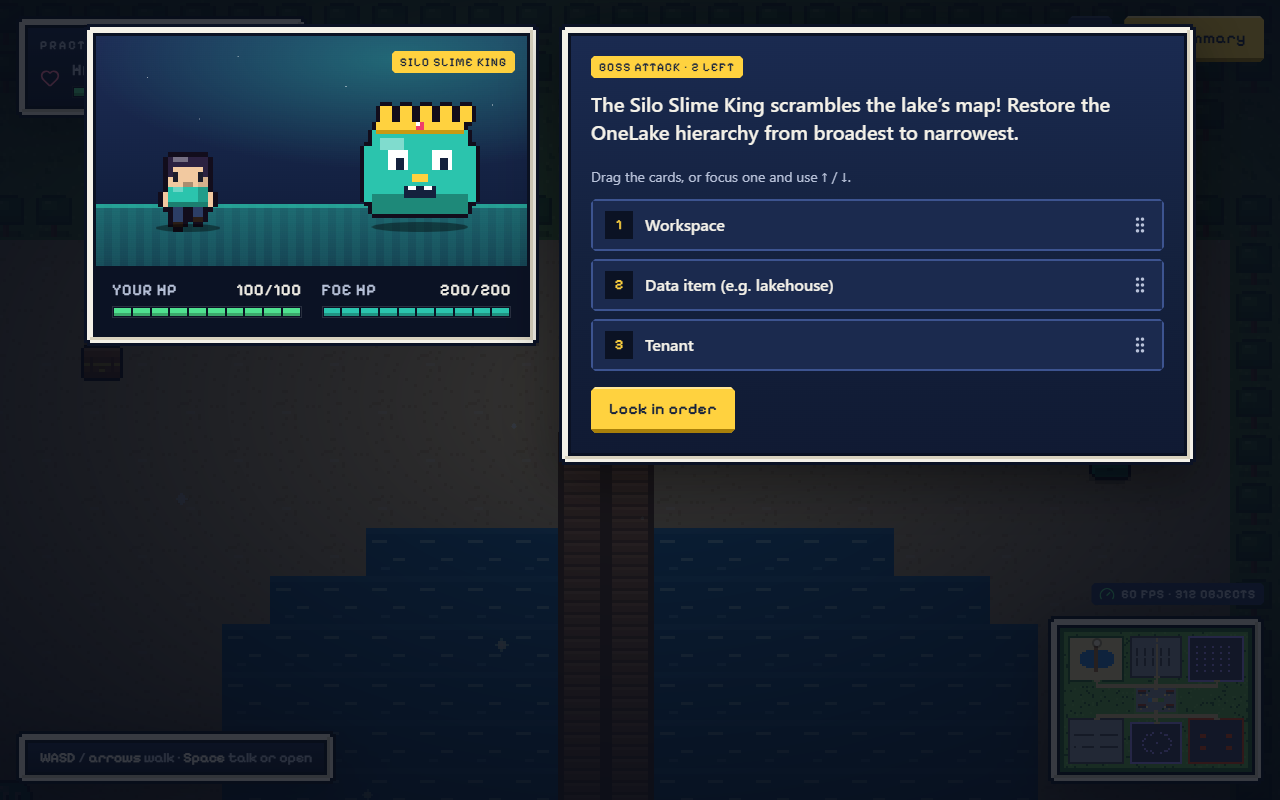 PRACT
SILO SLIME KING
YOUR HP 100/100 FOE HP 200/200
BOSS ATTACK · 2 LEFT
The Silo Slime King scrambles the lake’s map! Restore the
OneLake hierarchy from broadest to narrowest.
Drag the cards, or focus one and use ↑ / ↓.
1 Workspace
2 Data item (e.g. lakehouse)
3 Tenant
Lock in order
60 FPS · 312 OBJECTS
WASD / arrows walk · Space talk or open